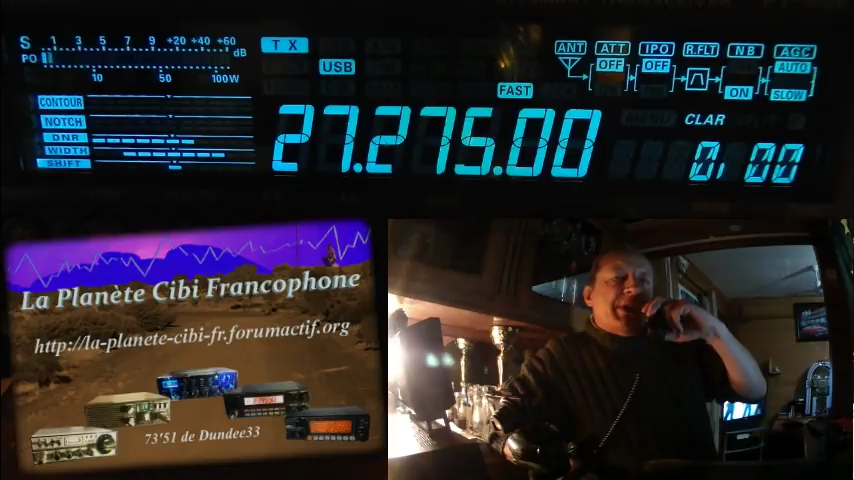 S 1 3 5 7 9 +20 +40 +60 dB
PO
10 50 100W
TX
USB
FAST
ANT ATT IPO R.FLT NB AGC
OFF OFF AUTO
ON SLOW
CONTOUR
NOTCH
DNR
WIDTH
SHIFT
27.275.00
CLAR
0.00
La Planète Cibi Francophone
http://la-planete-cibi-fr.forumactif.org
73'51 de Dundee33